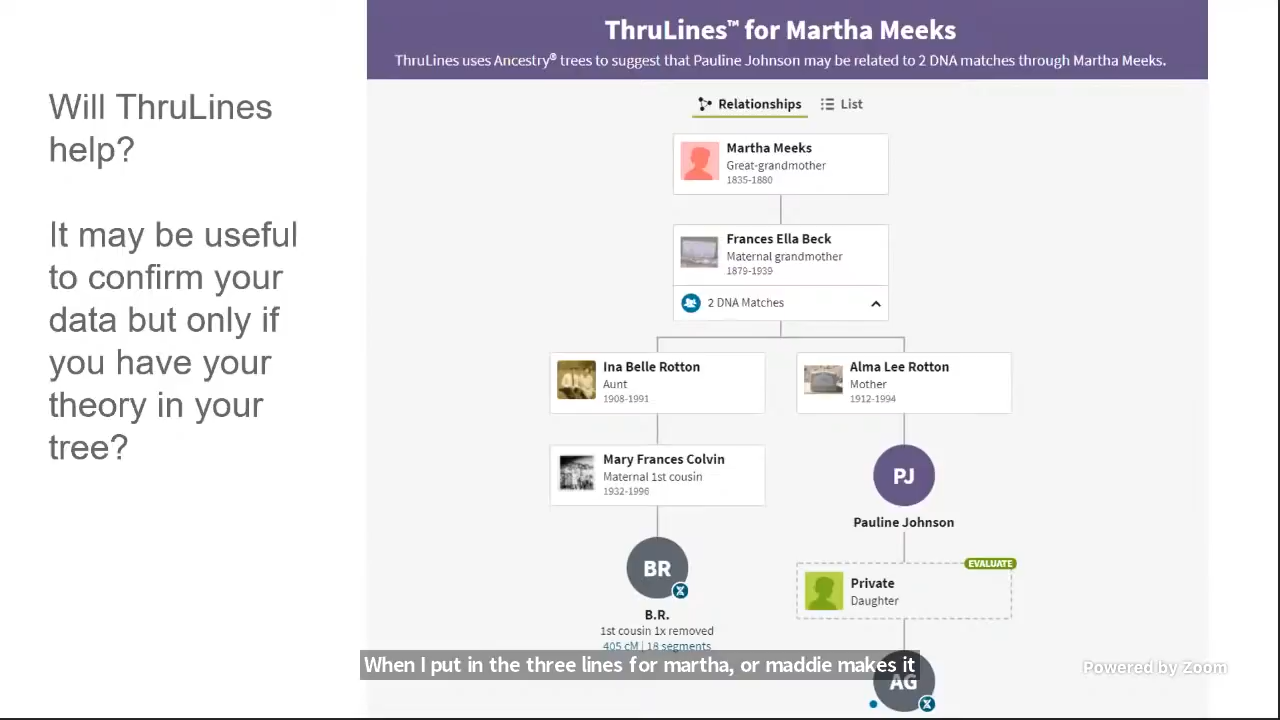 Will ThruLines
help?
It may be useful
to confirm your
data but only if
you have your
theory in your
tree?
ThruLines™ for Martha Meeks
ThruLines uses Ancestry® trees to suggest that Pauline Johnson may be related to 2 DNA matches through Martha Meeks.
Relationships List
Martha Meeks
Great-grandmother
1835-1880
Frances Ella Beck
Maternal grandmother
1879-1939
2 DNA Matches
Ina Belle Rotton
Aunt
1908-1991
Alma Lee Rotton
Mother
1912-1994
Mary Frances Colvin
Maternal 1st cousin
1932-1996
PJ
Pauline Johnson
EVALUATE
Private
Daughter
BR
B.R.
1st cousin 1x removed
405 cM | 18 segments
When I put in the three lines for martha, or maddie makes it
AG
Powered by Zoom